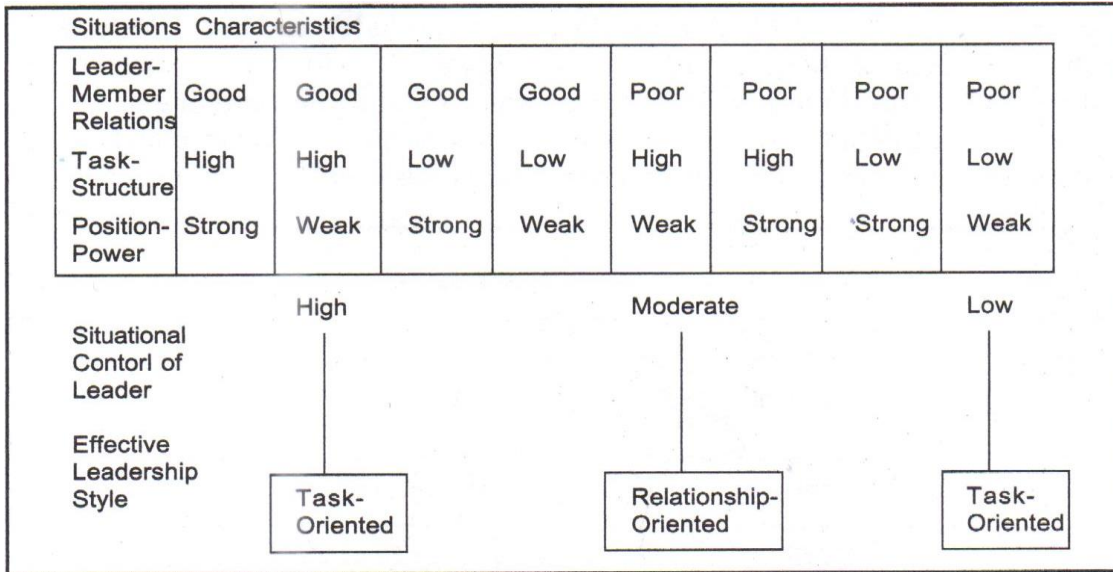 Situations Characteristics
Leader-
Member Good Good Good Good Poor Poor Poor Poor
Relations
Task- High High Low Low High High Low Low
Structure
Position- Strong Weak Strong Weak Weak Strong Strong Weak
Power
High Moderate Low
Situational
Contorl of
Leader
Effective
Leadership
Style
Task- Relationship- Task-
Oriented Oriented Oriented